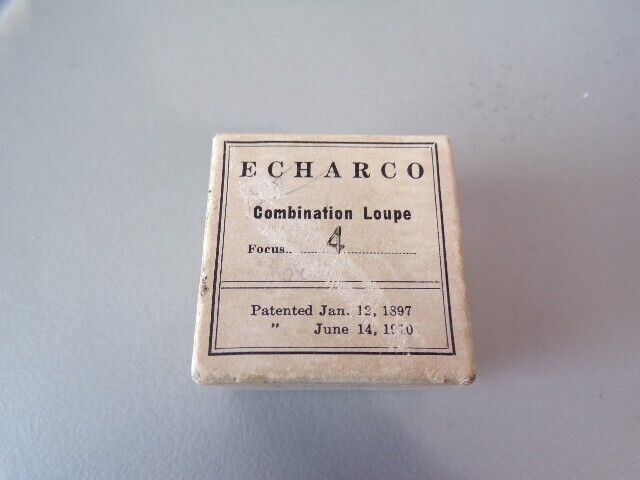 ECHARCO
Combination Loupe
Focus 4
Patented Jan. 12, 1897
" June 14, 1910